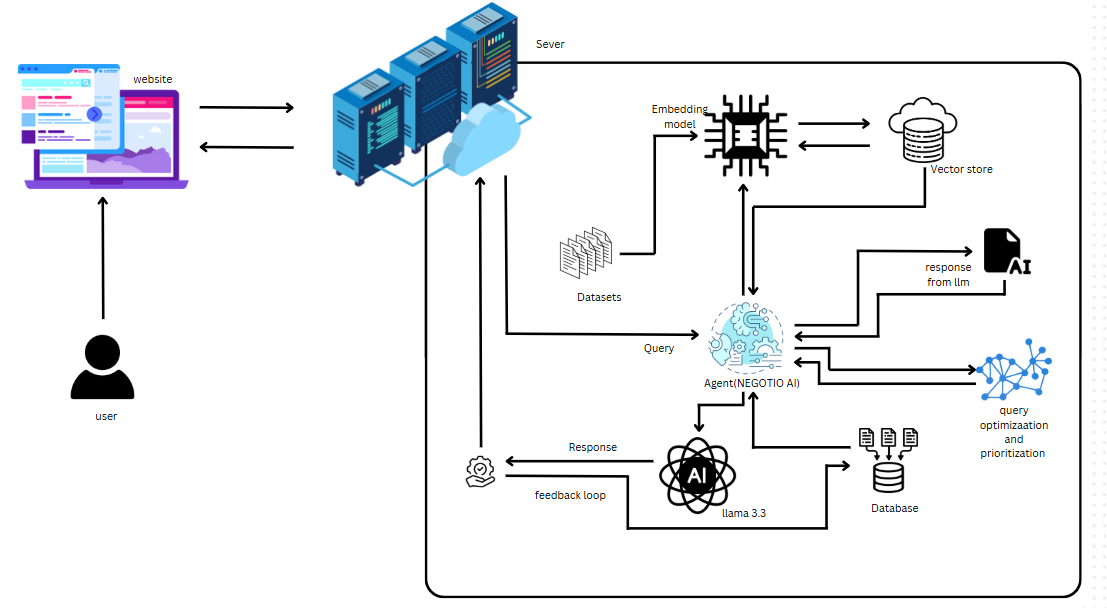 Sever
website
Embedding
model
Vector store
response
from llm
Datasets
Query
Agent(NEGOTIO AI)
AI
user
query
optimizaation
and
prioritization
Response
AI
feedback loop
llama 3.3
Database